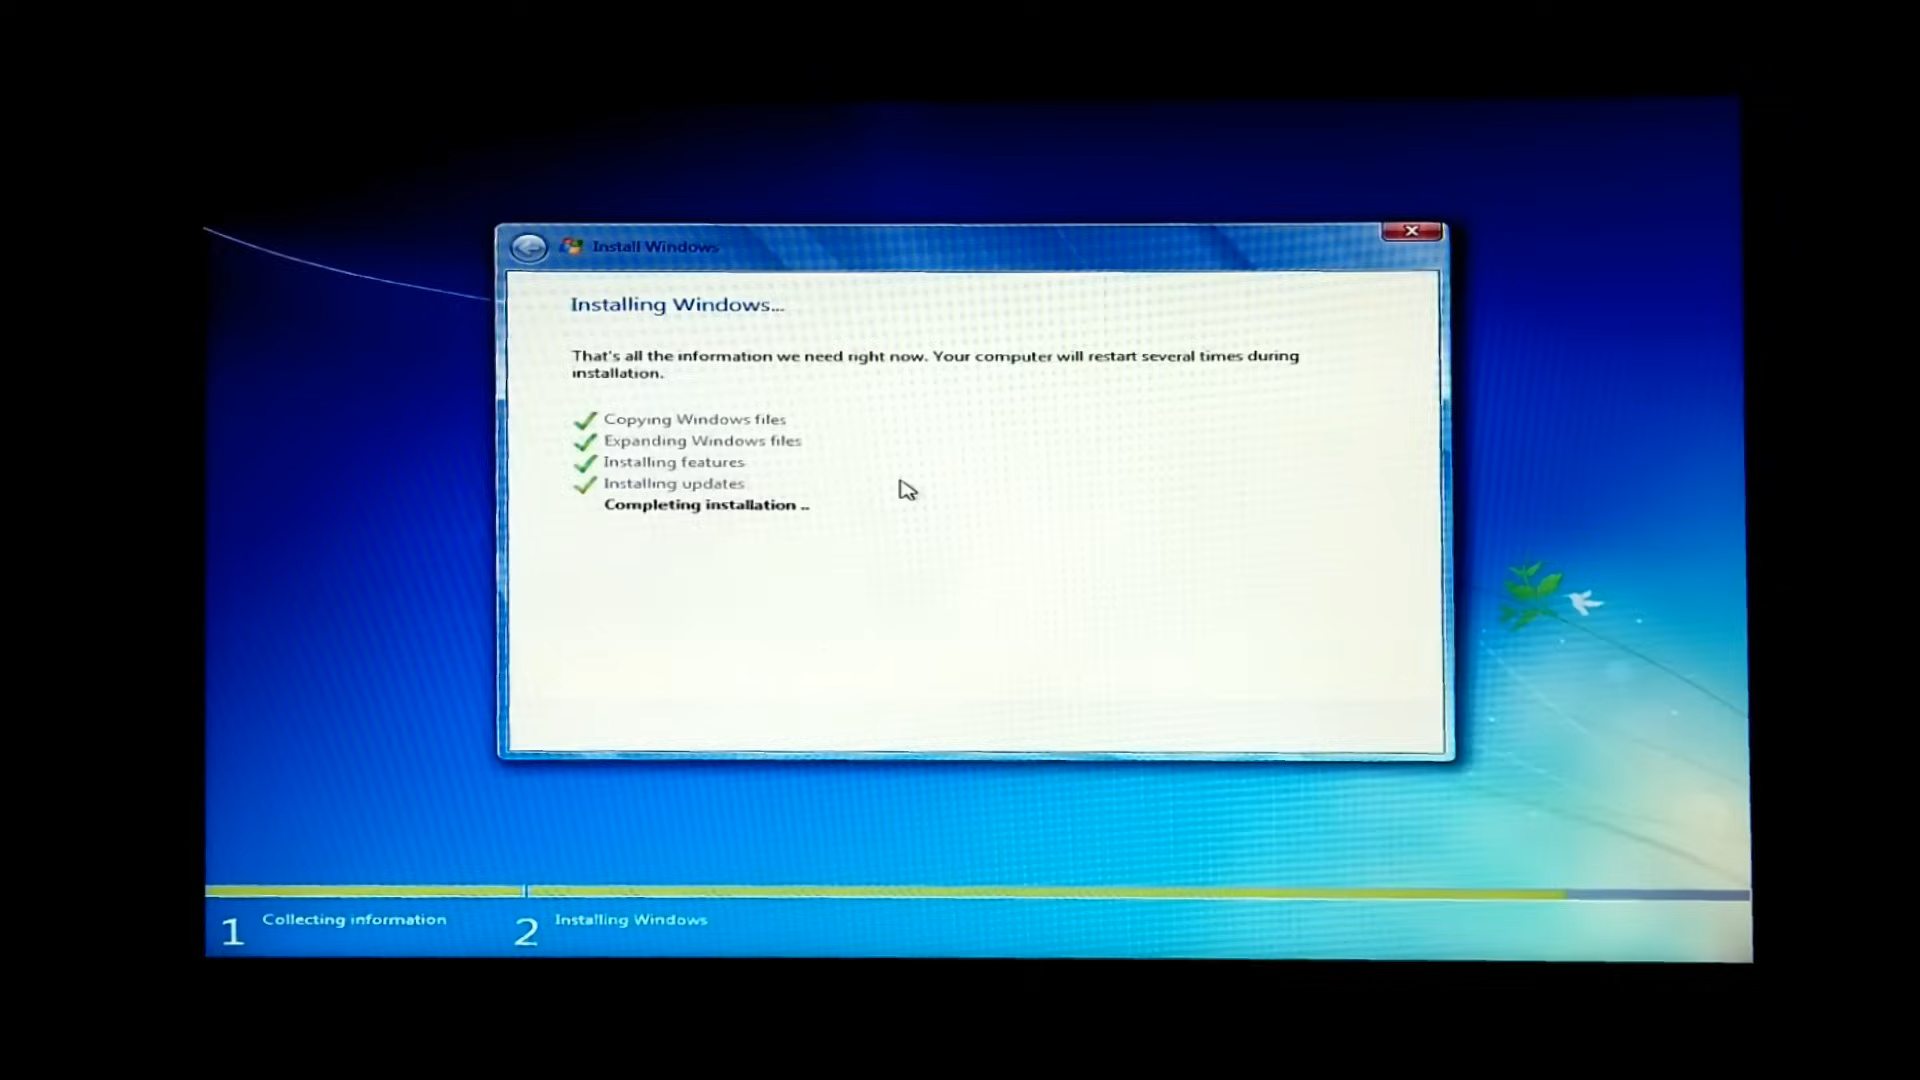 Install Windows
Installing Windows...
That's all the information we need right now. Your computer will restart several times during
installation.
Copying Windows files
Expanding Windows files
Installing features
Installing updates
Completing installation ..
1 Collecting information
2 Installing Windows